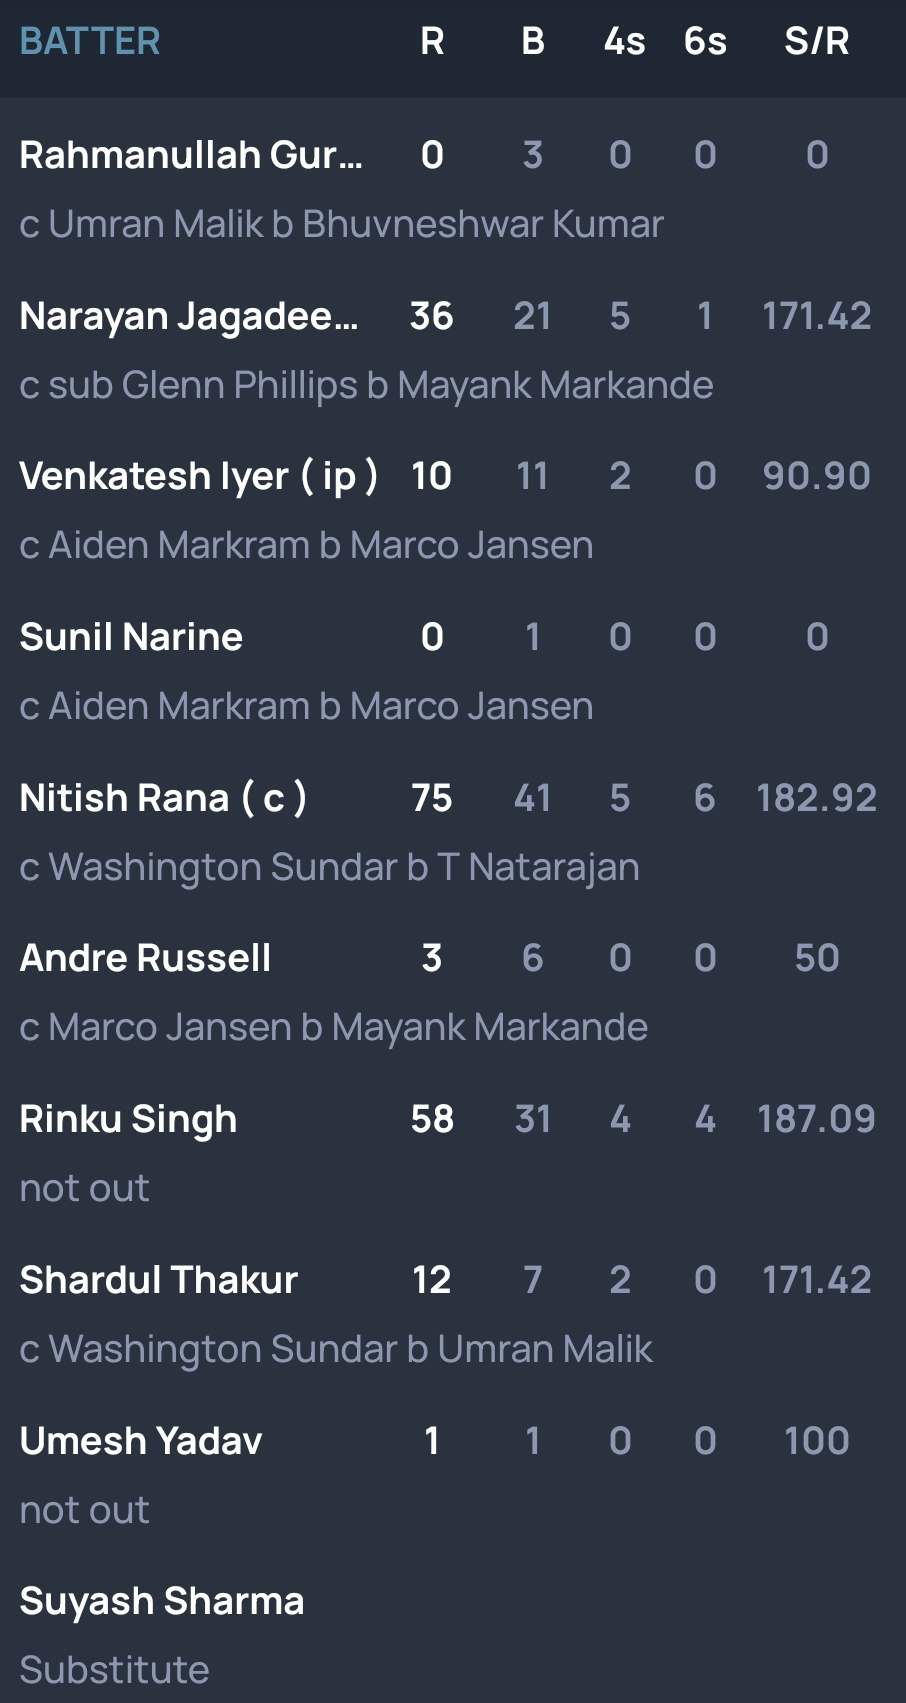 BATTER R B 4s 6s S/R
Rahmanullah Gur... 0 3 0 0 0
c Umran Malik b Bhuvneshwar Kumar
Narayan Jagadee... 36 21 5 1 171.42
c sub Glenn Phillips b Mayank Markande
Venkatesh Iyer ( ip ) 10 11 2 0 90.90
c Aiden Markram b Marco Jansen
Sunil Narine 0 1 0 0 0
c Aiden Markram b Marco Jansen
Nitish Rana ( c ) 75 41 5 6 182.92
c Washington Sundar b T Natarajan
Andre Russell 3 6 0 0 50
c Marco Jansen b Mayank Markande
Rinku Singh 58 31 4 4 187.09
not out
Shardul Thakur 12 7 2 0 171.42
c Washington Sundar b Umran Malik
Umesh Yadav 1 1 0 0 100
not out
Suyash Sharma
Substitute